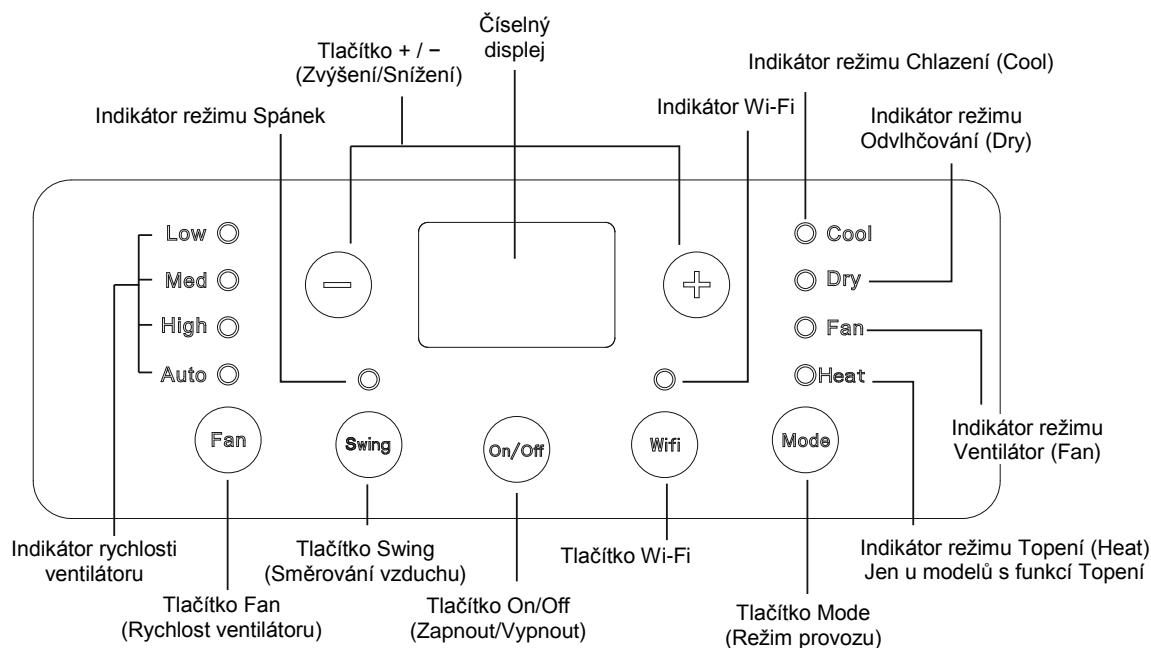 Číselný
displej
Tlačítko + / −
(Zvýšení/Snížení)
Indikátor režimu Chlazení (Cool)
Indikátor režimu Spánek
Indikátor Wi-Fi
Indikátor režimu
Odvlhčování (Dry)
Low
Med
High
Auto
Cool
Dry
Fan
Heat
Fan
Swing
On/Off
Wifi
Mode
Indikátor režimu
Ventilátor (Fan)
Indikátor rychlosti
ventilátoru
Tlačítko Swing
(Směrování vzduchu)
Tlačítko Wi-Fi
Indikátor režimu Topení (Heat)
Jen u modelů s funkcí Topení
Tlačítko Fan
(Rychlost ventilátoru)
Tlačítko On/Off
(Zapnout/Vypnout)
Tlačítko Mode
(Režim provozu)